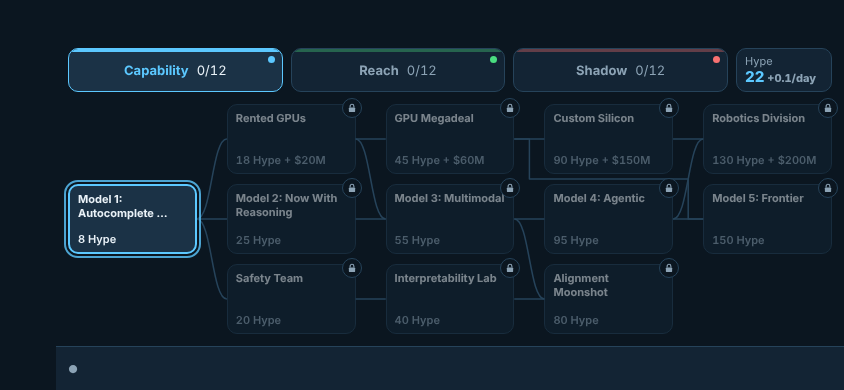 Capability 0/12
Reach 0/12
Shadow 0/12
Hype
22 +0.1/day
Rented GPUs
18 Hype + $20M
GPU Megadeal
45 Hype + $60M
Custom Silicon
90 Hype + $150M
Robotics Division
130 Hype + $200M
Model 1:
Autocomplete ...
8 Hype
Model 2: Now With
Reasoning
25 Hype
Model 3: Multimodal
55 Hype
Model 4: Agentic
95 Hype
Model 5: Frontier
150 Hype
Safety Team
20 Hype
Interpretability Lab
40 Hype
Alignment
Moonshot
80 Hype